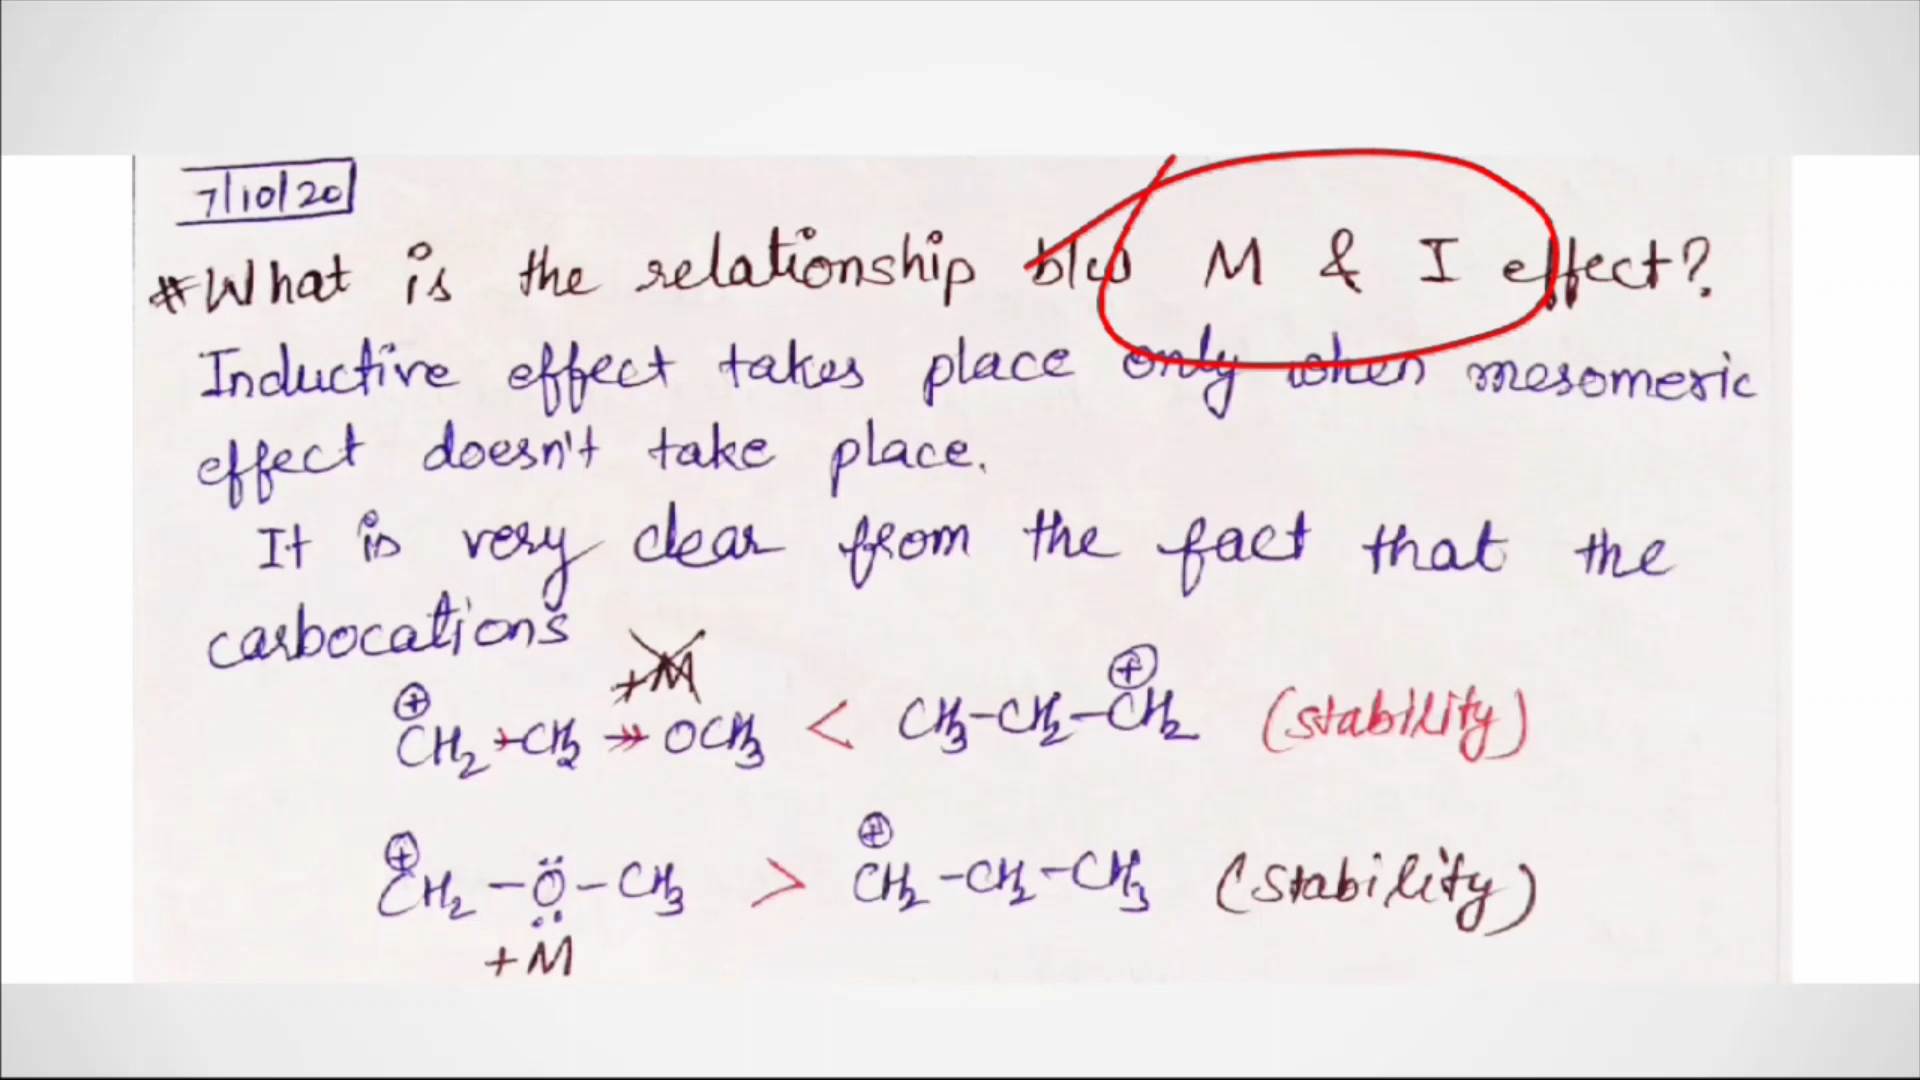 7/10/20
*What is the relationship b/w M & I effect?
Inductive effect takes place only when mesomeric
effect doesn't take place.
It is very clear from the fact that the
carbocations
+M
⊕
CH₂-CH₂ ↠ OCH₃ < CH₃-CH₂-CH₂ ⊕ (stability)
⊕
CH₂-Ö-CH₃ > ⊕ CH₂-CH₂-CH₃ (stability)
+M